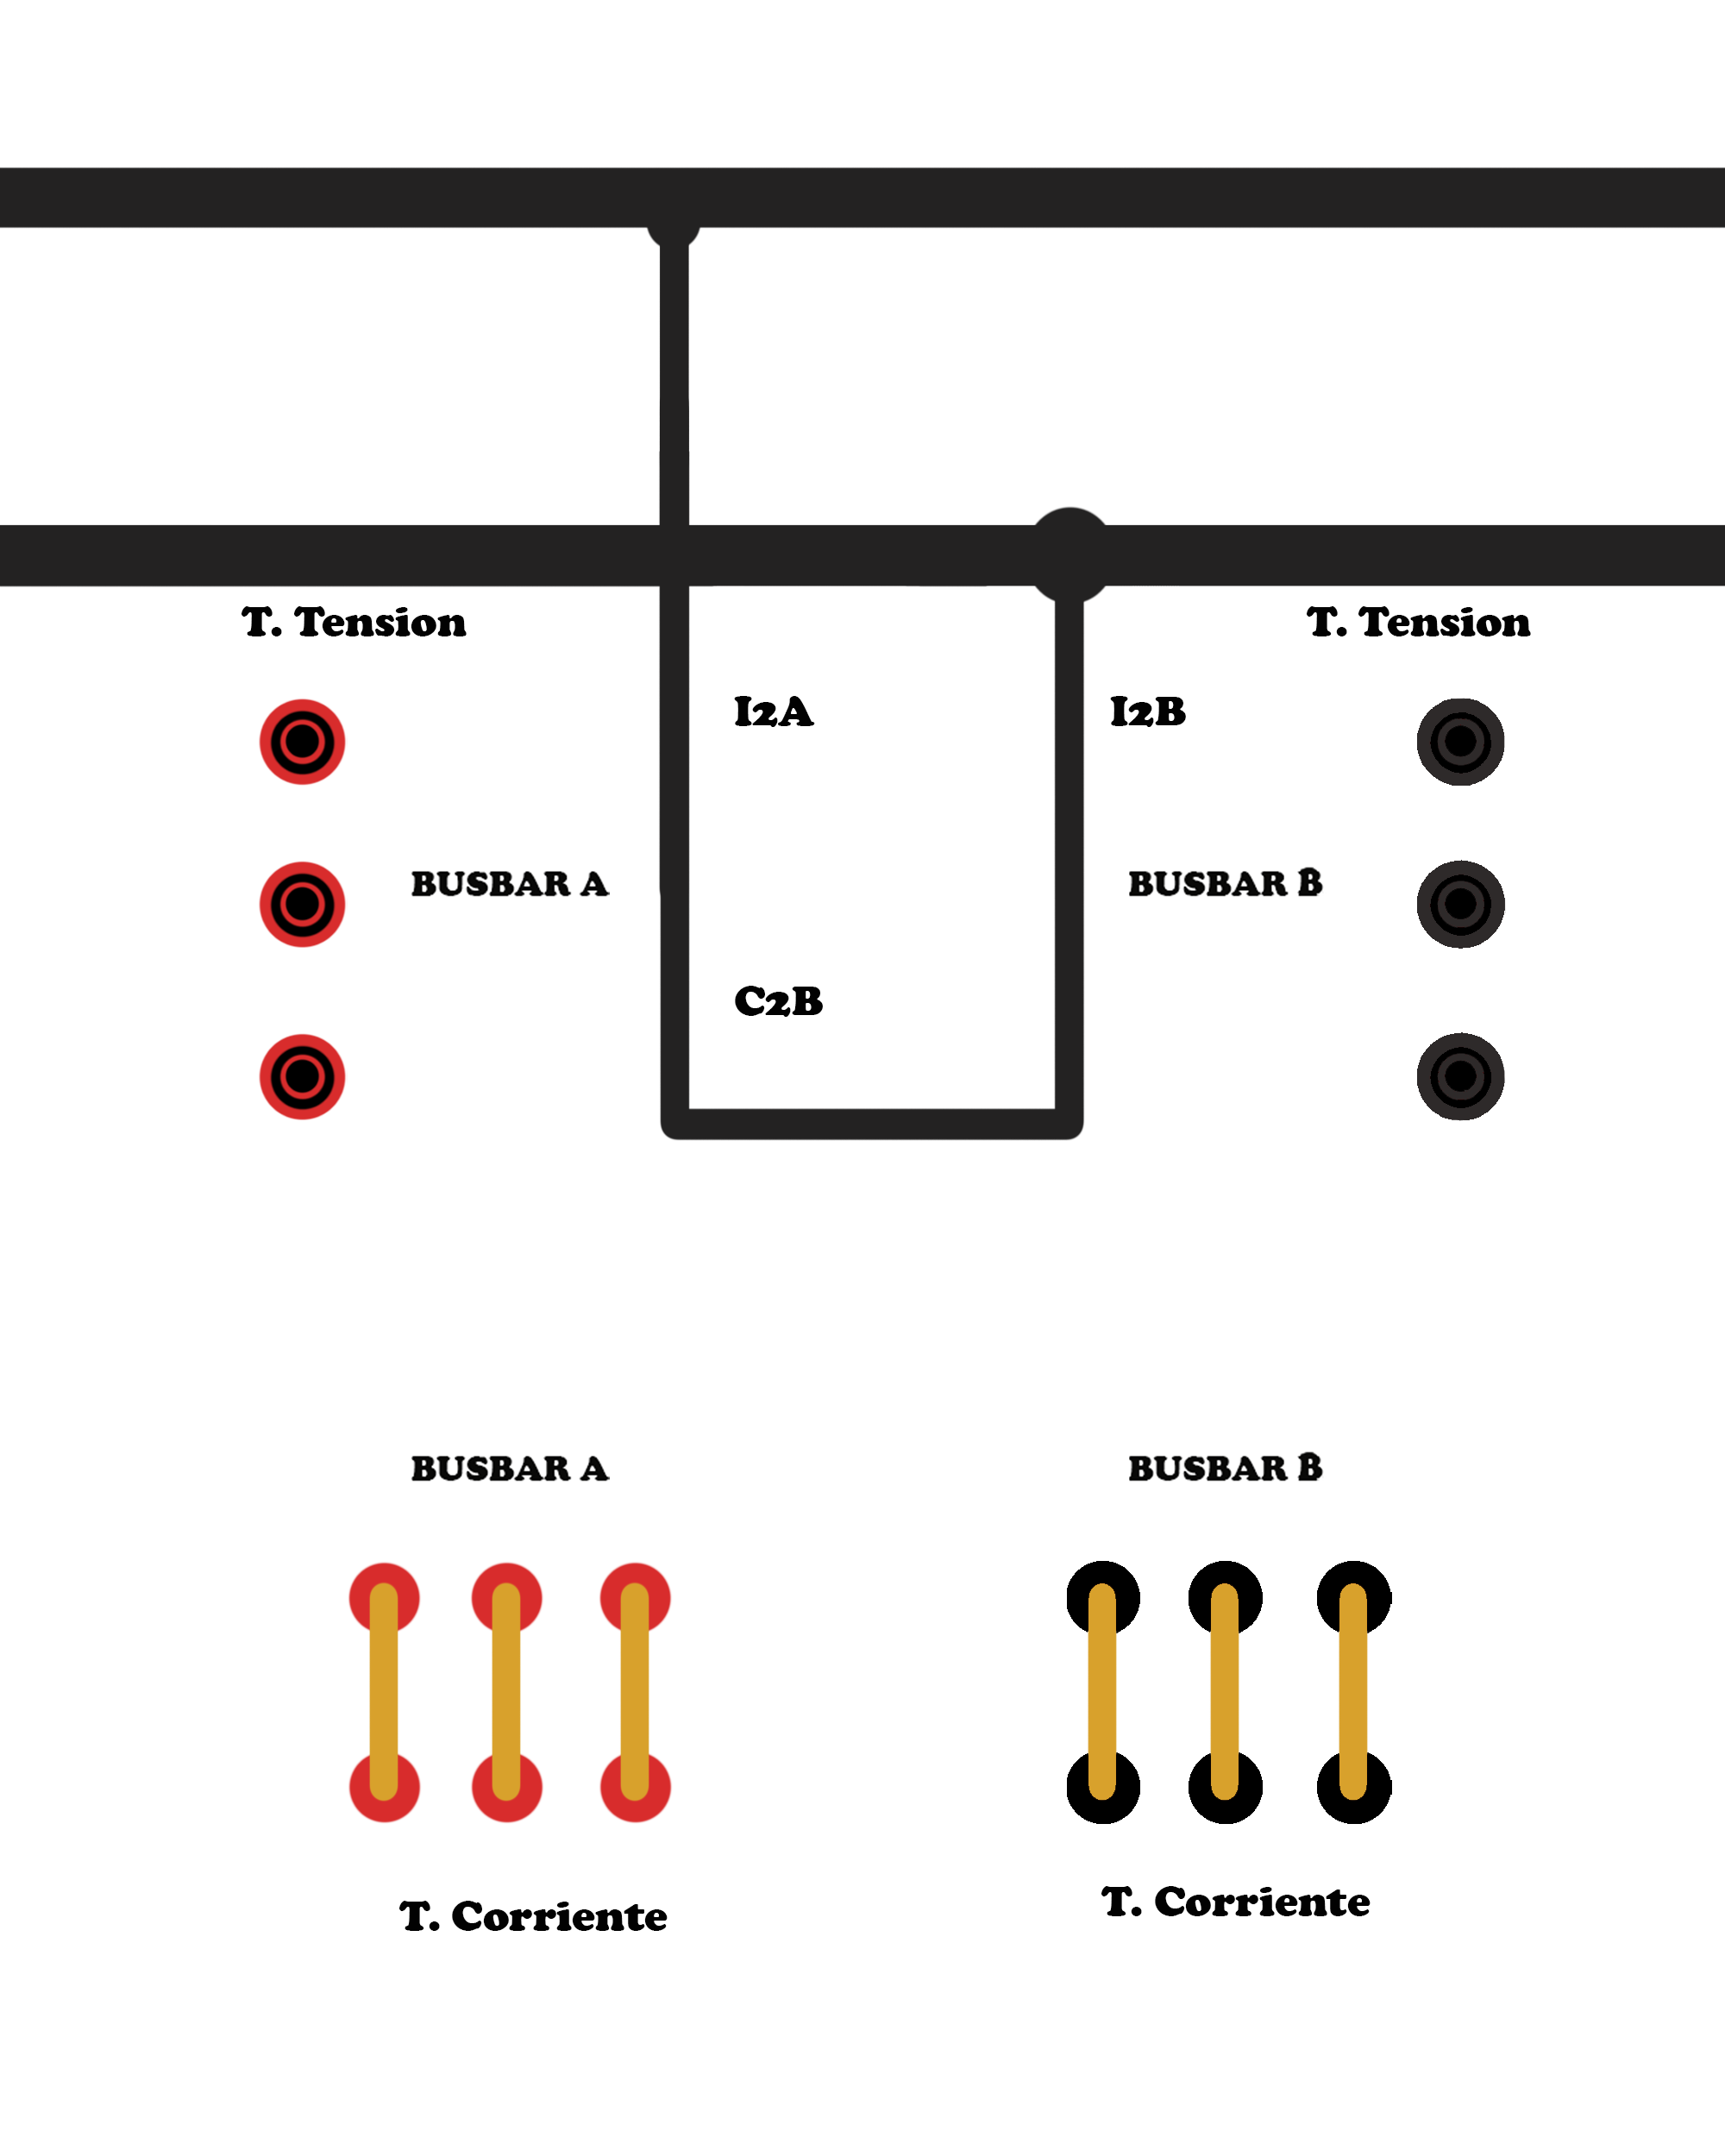 T. Tension
T. Tension
I2A
I2B
BUSBAR A
BUSBAR B
C2B
BUSBAR A
BUSBAR B
T. Corriente
T. Corriente